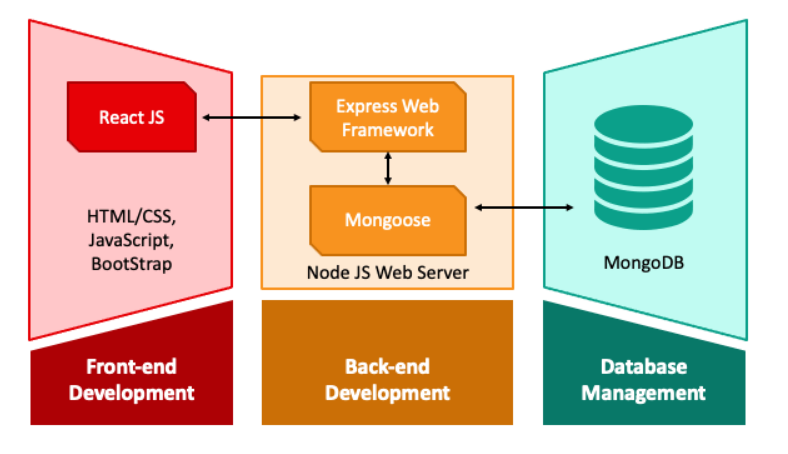 React JS
HTML/CSS,
JavaScript,
BootStrap
Front-end
Development
Express Web
Framework
Mongoose
Node JS Web Server
Back-end
Development
MongoDB
Database
Management